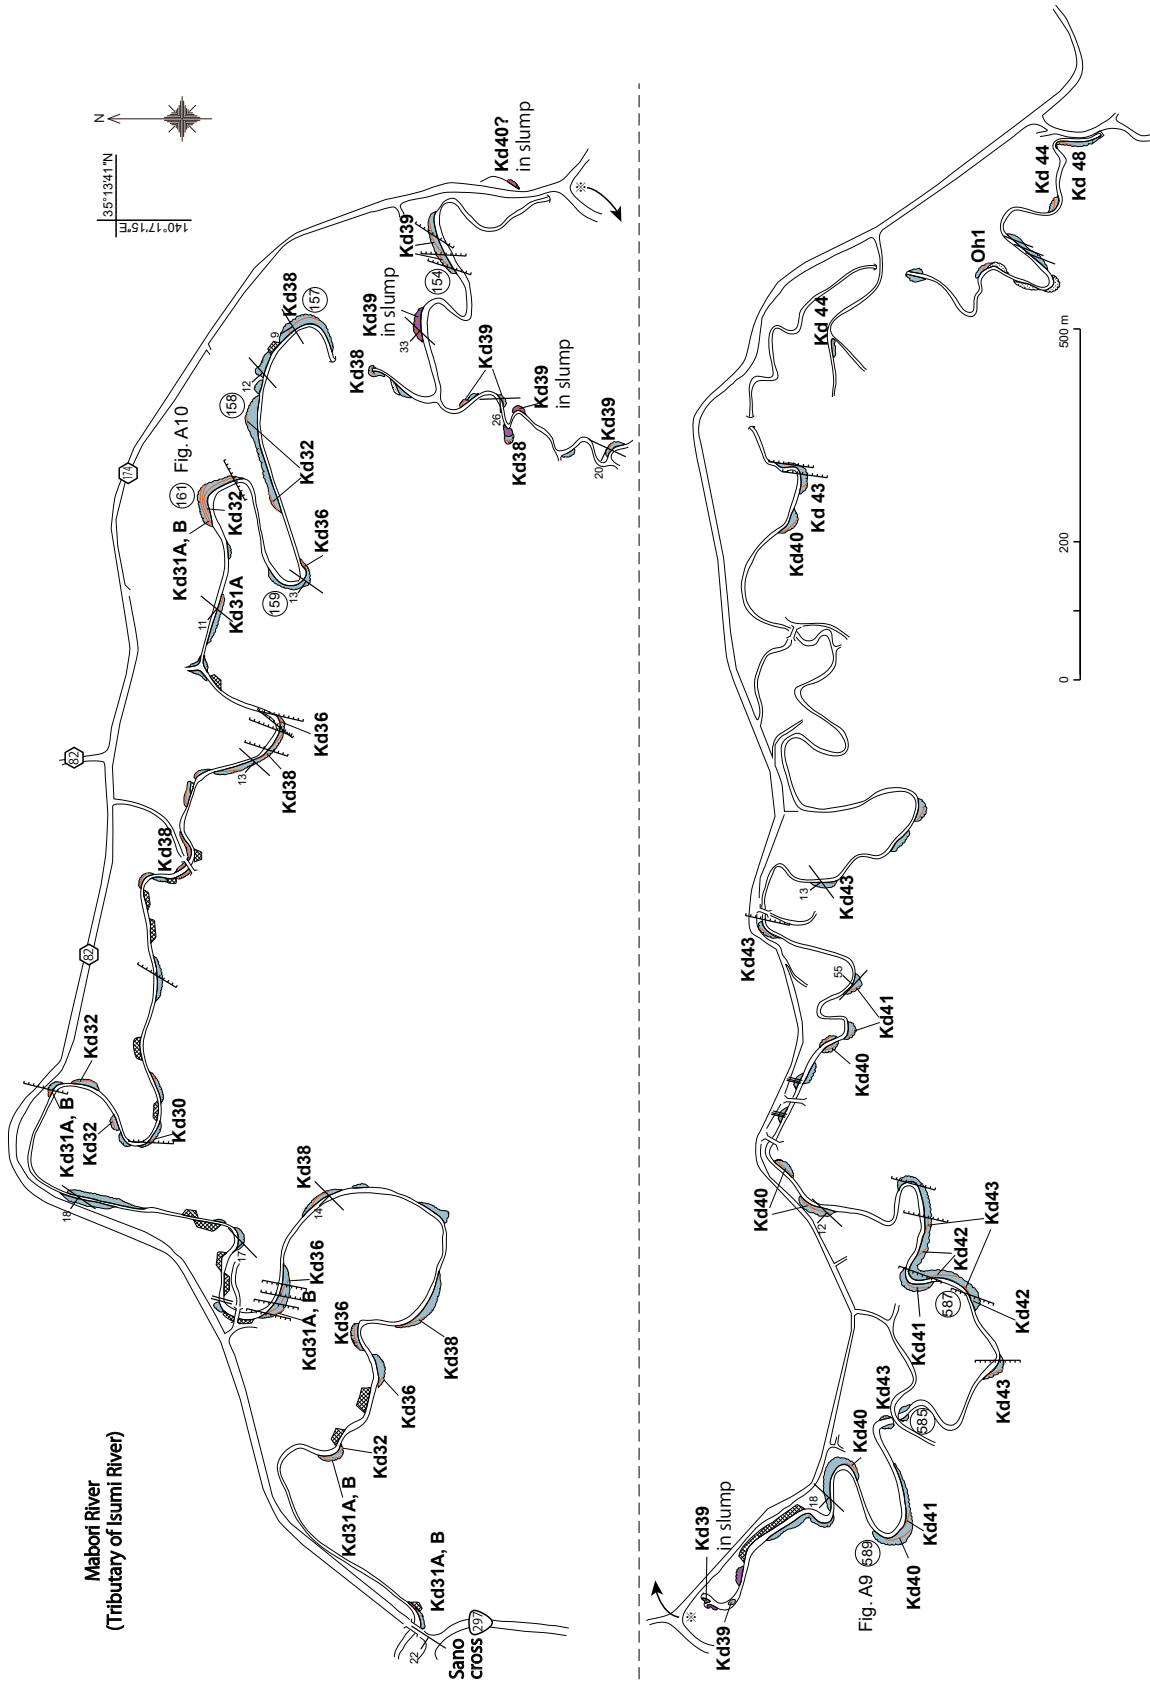 Mabori River
(Tributary of Isumi River)
N
35°13'41"N
140°17'15"E
Sano
cross
297
22
Kd31A, B
Kd31A, B
Kd32
Kd36
Kd36
Kd38
Kd38
14
Kd36
Kd31A, B
17
18
Kd31A, B
Kd32
Kd32
Kd30
82
82
174
Kd38
Kd38
13
Kd36
11
Kd31A
Kd31A, B
Kd32
161
Fig. A10
159
13
Kd36
Kd32
158
12
9
Kd38
157
Kd38
Kd39
in slump
33
154
Kd39
Kd40?
in slump
※
Kd39
26
Kd38
Kd39
in slump
20
Kd39
※
Kd39
Kd39
in slump
18
Fig. A9
589
Kd40
Kd41
Kd40
Kd43
585
Kd43
Kd42
587
Kd41
Kd42
Kd43
12
Kd40
Kd40
Kd41
55
Kd43
13
Kd43
Kd40
Kd 43
Kd 44
Oh1
Kd 44
Kd 48
0
200
500 m